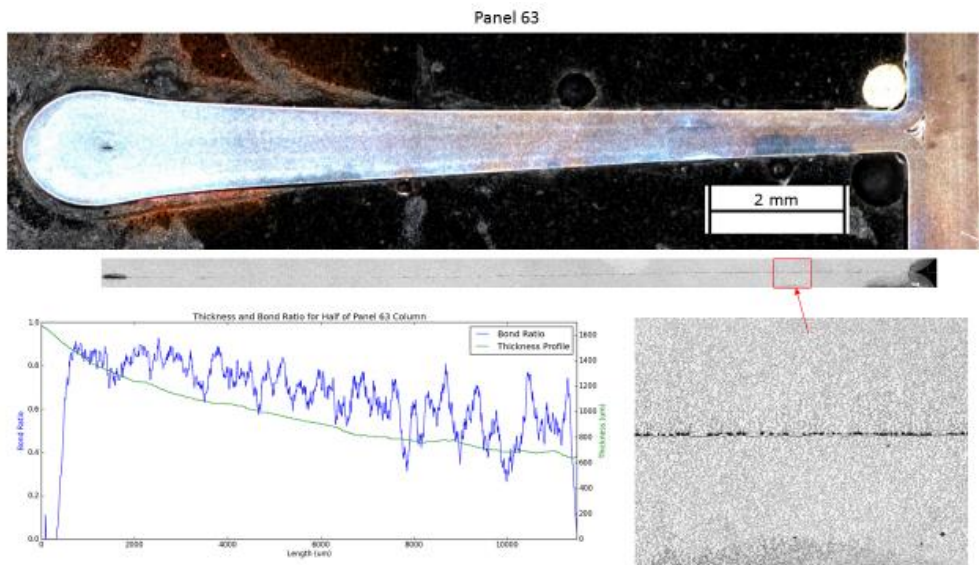 Panel 63
2 mm
Thickness and Bond Ratio for Half of Panel 63 Column
Bond Ratio
Thickness Profile
1.0
0.8
0.6
0.4
0.2
0.0
Bond Ratio
1600
1400
1200
1000
800
600
400
200
0
Thickness (um)
0
2000
4000
6000
8000
10000
Length (um)